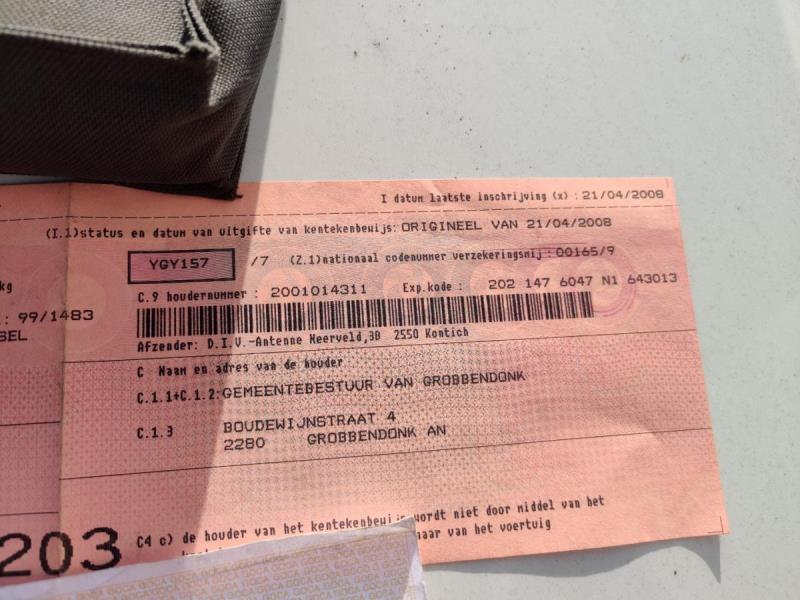 I datum laatste inschrijving (x) : 21/04/2008
(I.1)status en datum van uitgifte van kentekenbewijs: ORIGINEEL VAN 21/04/2008
YGY157 /7 (Z.1)nationaal codenummer verzekeringsmij :00165/9
kg
C.9 houdernummer : 2001014311 Exp.kode : 202 147 6047 N1 643013
.: 99/1483
BEL
Afzender: D.I.V.-Antenne Neerveld,3B 2550 Kontich
C Naam en adres van de houder
C.1.1+C.1.2:GEMEENTEBESTUUR VAN GROBBENDONK
C.1.3 BOUDEWIJNSTRAAT 4
2280 GROBBENDONK AN
203
C4 c) de houder van het kentekenbewijs wordt niet door middel van het
naar van het voertuig